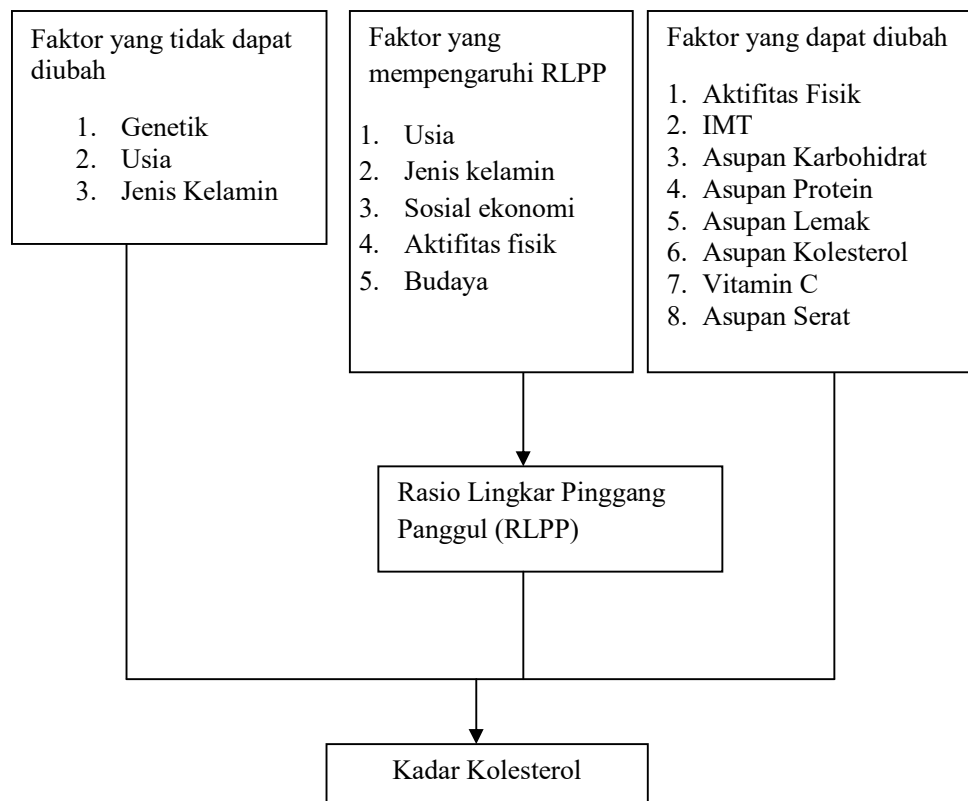 Faktor yang tidak dapat
diubah
1. Genetik
2. Usia
3. Jenis Kelamin
Faktor yang
mempengaruhi RLPP
1. Usia
2. Jenis kelamin
3. Sosial ekonomi
4. Aktifitas fisik
5. Budaya
Faktor yang dapat diubah
1. Aktifitas Fisik
2. IMT
3. Asupan Karbohidrat
4. Asupan Protein
5. Asupan Lemak
6. Asupan Kolesterol
7. Vitamin C
8. Asupan Serat
Rasio Lingkar Pinggang
Panggul (RLPP)
Kadar Kolesterol